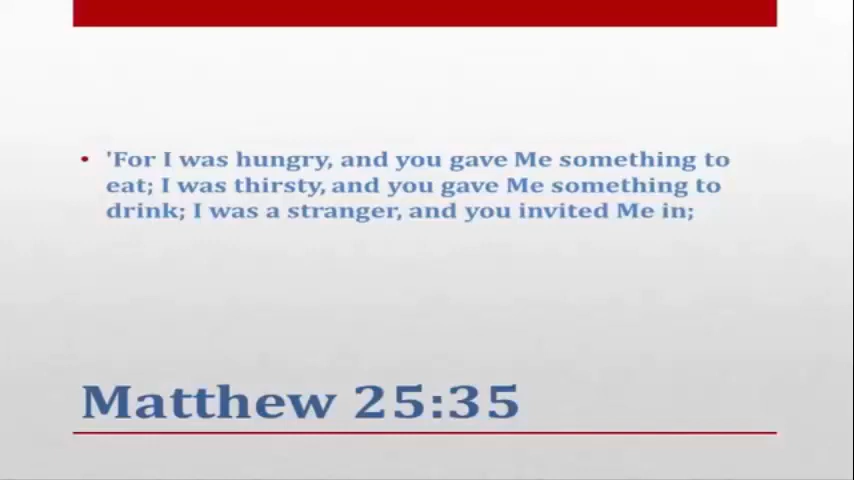 • 'For I was hungry, and you gave Me something to
eat; I was thirsty, and you gave Me something to
drink; I was a stranger, and you invited Me in;
Matthew 25:35